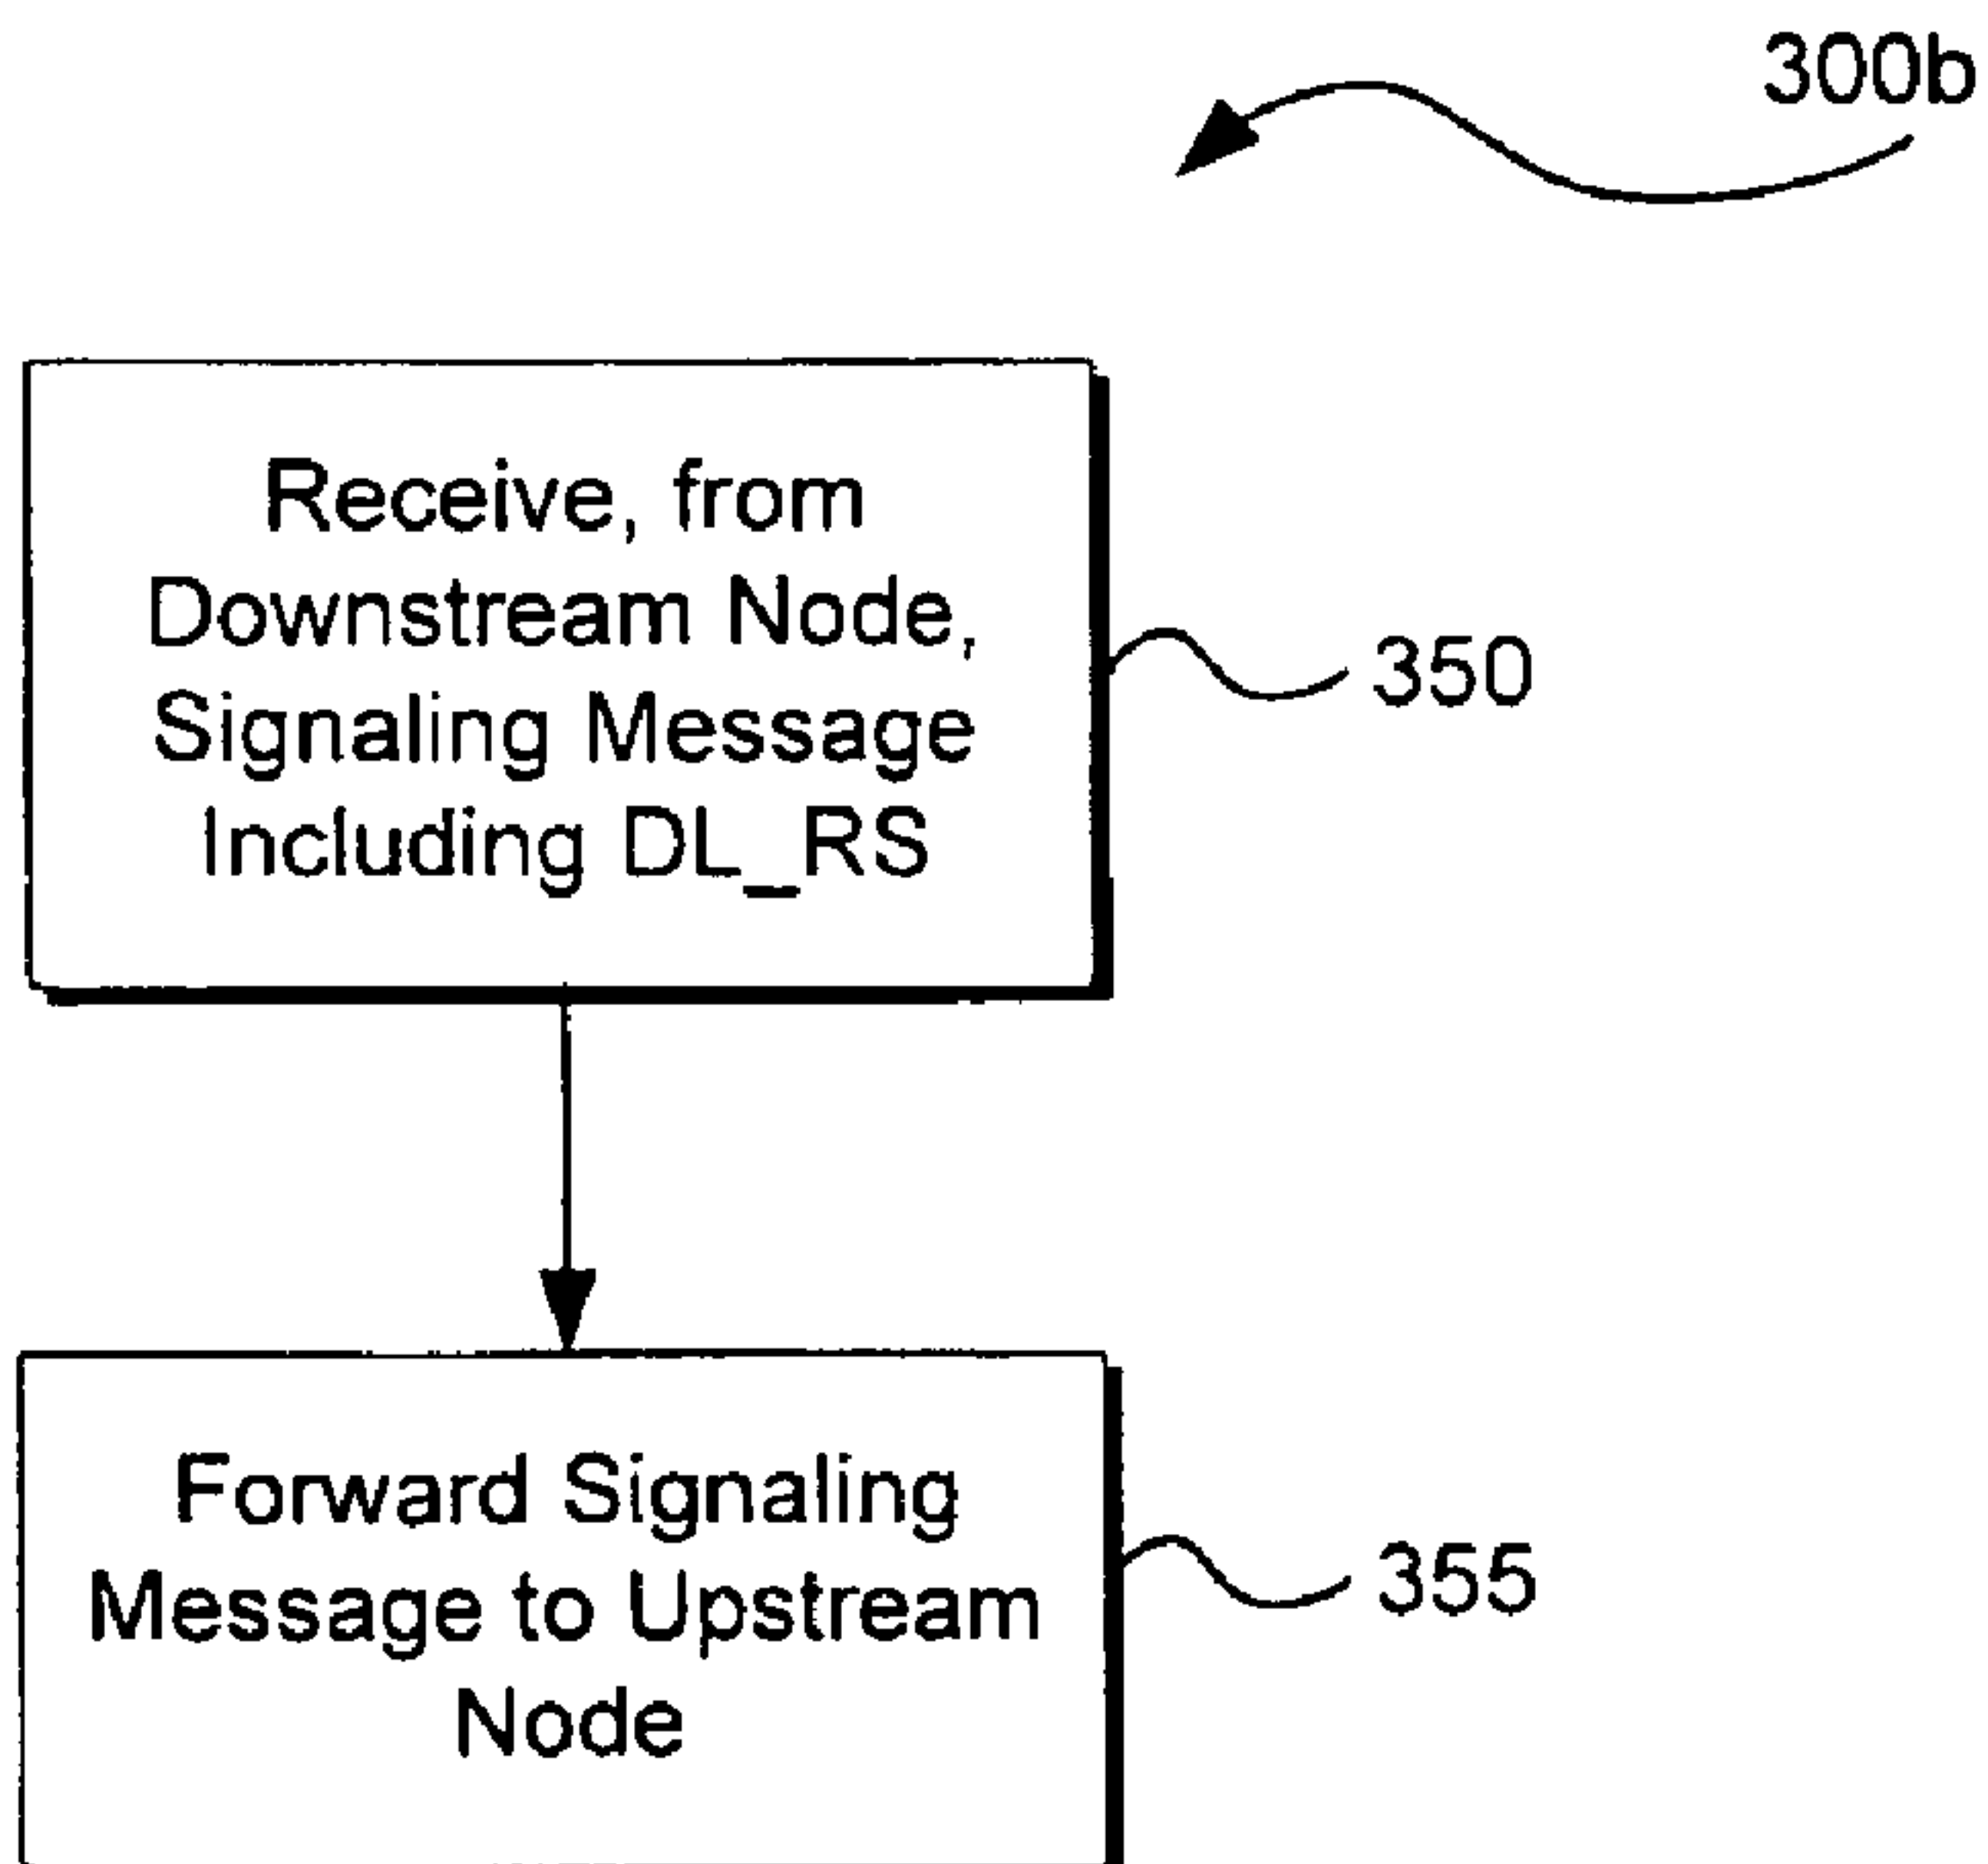 300b
Receive, from
Downstream Node,
Signaling Message
Including DL_RS
350
Forward Signaling
Message to Upstream
Node
355